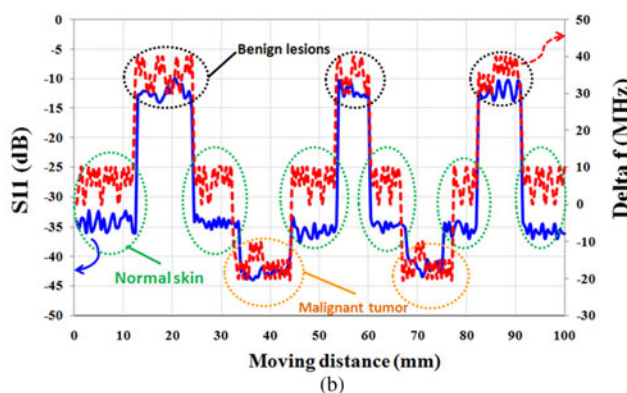 0
-5
-10
-15
-20
-25
-30
-35
-40
-45
-50
S11 (dB)
Benign lesions
Normal skin
Malignant tumor
50
40
30
20
10
0
-10
-20
-30
Delta f (MHz)
0 10 20 30 40 50 60 70 80 90 100
Moving distance (mm)
(b)